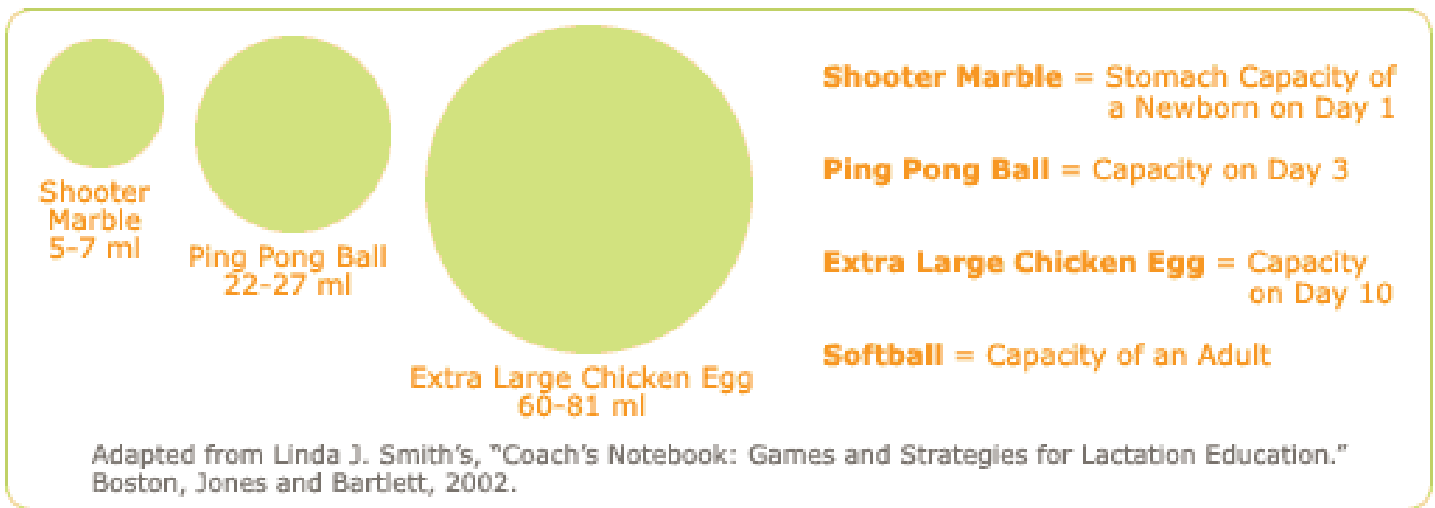 Shooter
Marble
5-7 ml
Ping Pong Ball
22-27 ml
Extra Large Chicken Egg
60-81 ml
Shooter Marble = Stomach Capacity of
a Newborn on Day 1
Ping Pong Ball = Capacity on Day 3
Extra Large Chicken Egg = Capacity
on Day 10
Softball = Capacity of an Adult
Adapted from Linda J. Smith's, "Coach's Notebook: Games and Strategies for Lactation Education."
Boston, Jones and Bartlett, 2002.